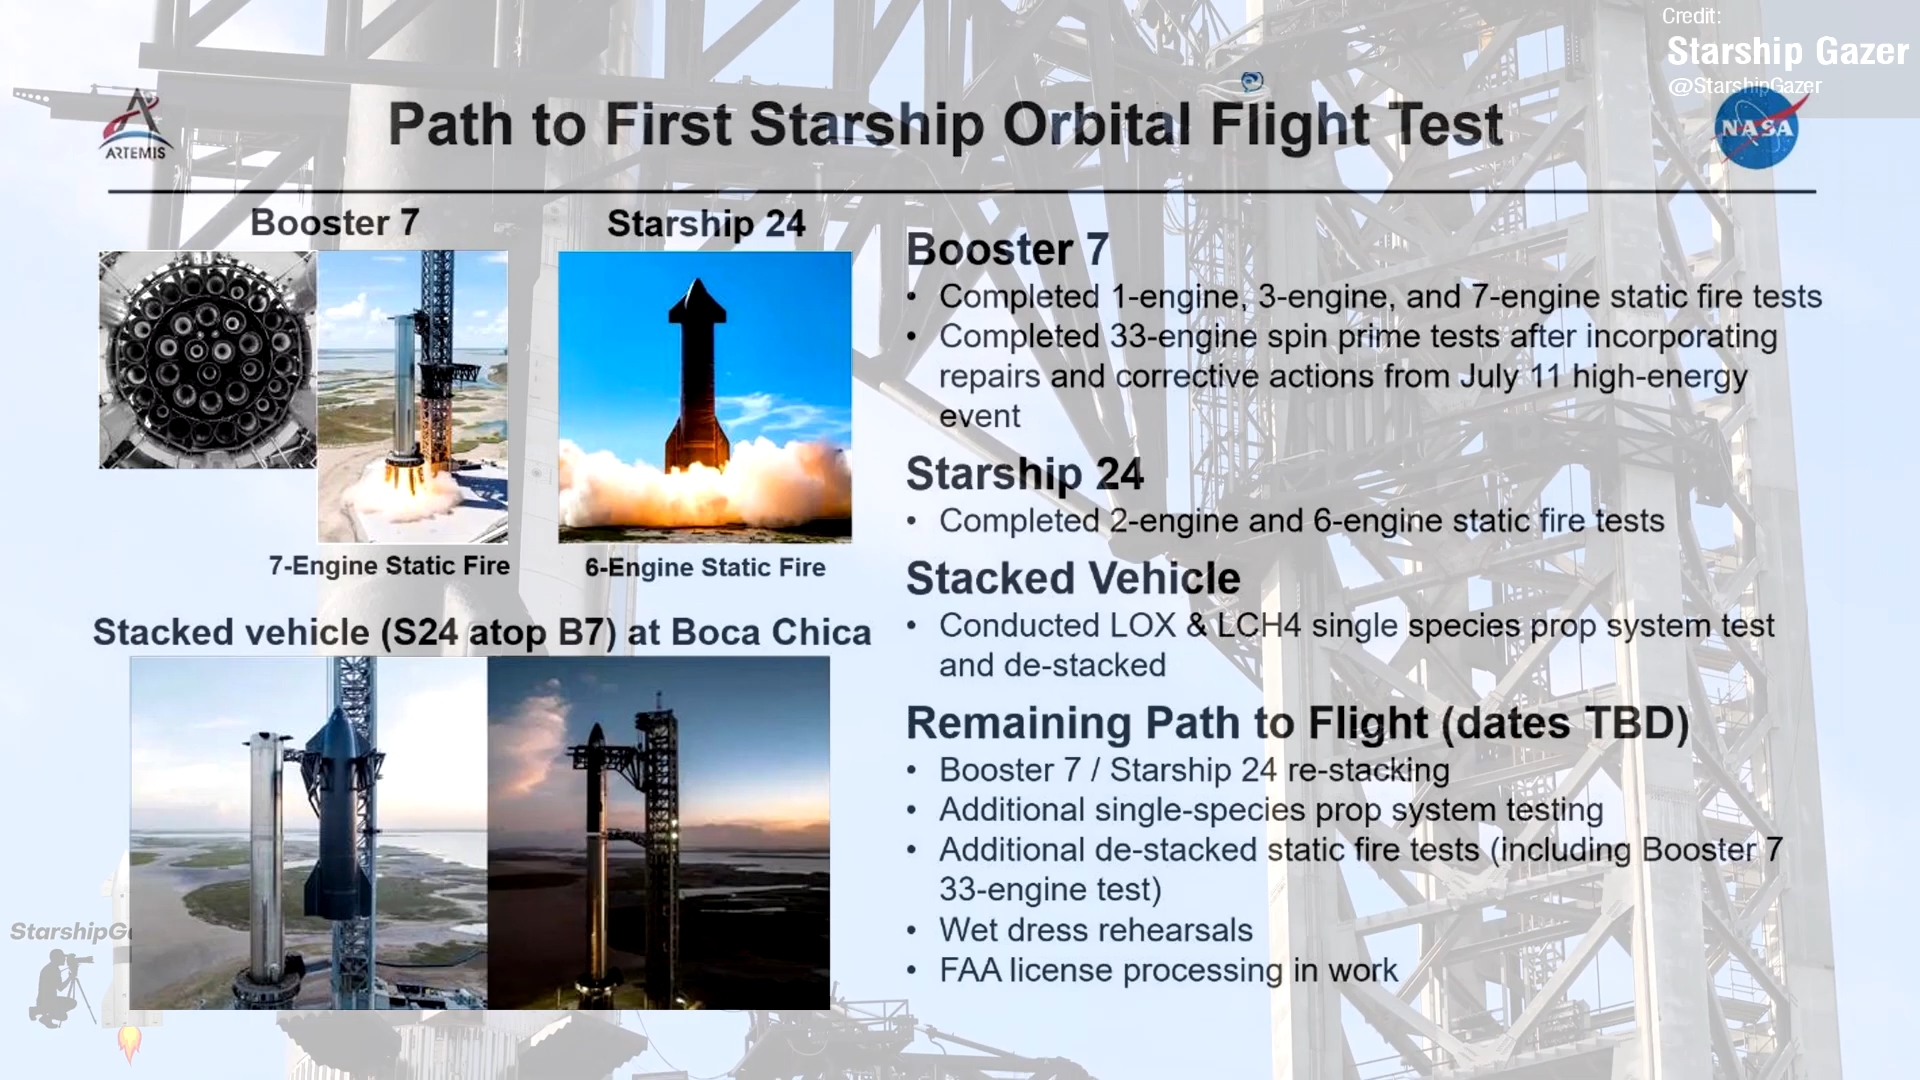 Credit:
Starship Gazer
@StarshipGazer
ARTEMIS
Path to First Starship Orbital Flight Test
NASA
Booster 7
Starship 24
7-Engine Static Fire
6-Engine Static Fire
Stacked vehicle (S24 atop B7) at Boca Chica
Booster 7
• Completed 1-engine, 3-engine, and 7-engine static fire tests
• Completed 33-engine spin prime tests after incorporating
repairs and corrective actions from July 11 high-energy
event
Starship 24
• Completed 2-engine and 6-engine static fire tests
Stacked Vehicle
• Conducted LOX & LCH4 single species prop system test
and de-stacked
Remaining Path to Flight (dates TBD)
• Booster 7 / Starship 24 re-stacking
• Additional single-species prop system testing
• Additional de-stacked static fire tests (including Booster 7
33-engine test)
• Wet dress rehearsals
• FAA license processing in work
StarshipG